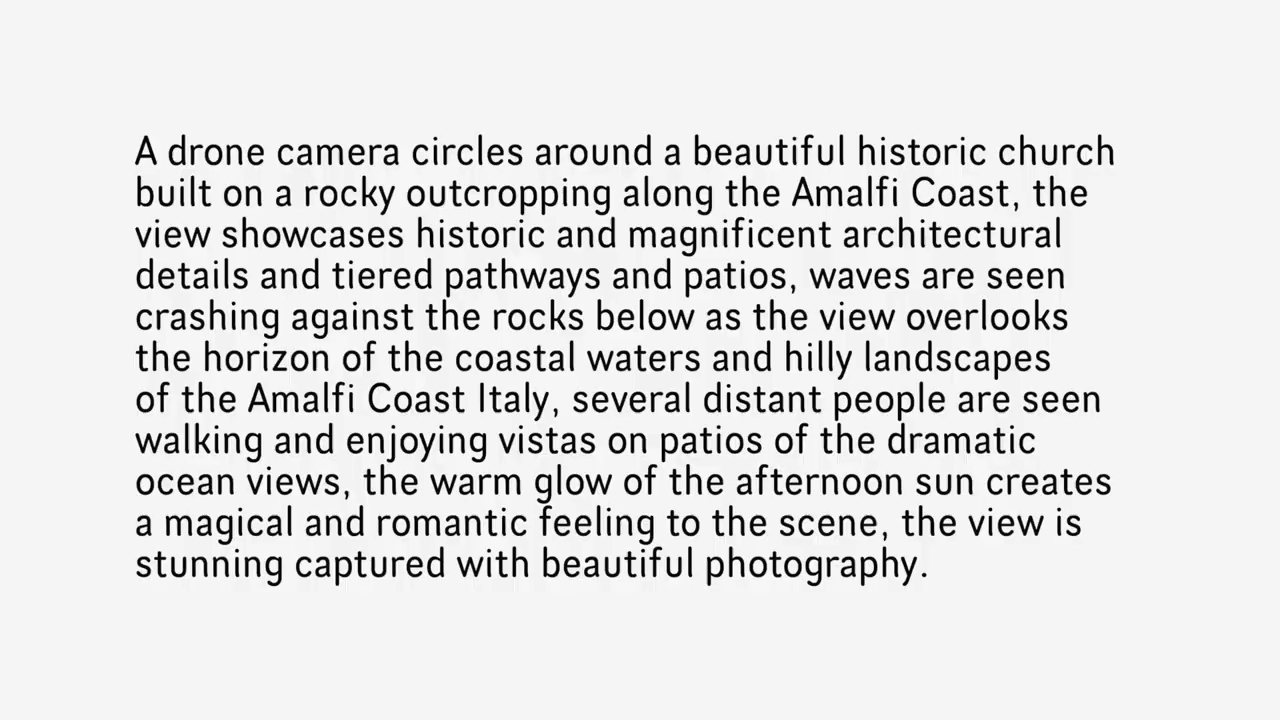 A drone camera circles around a beautiful historic church
built on a rocky outcropping along the Amalfi Coast, the
view showcases historic and magnificent architectural
details and tiered pathways and patios, waves are seen
crashing against the rocks below as the view overlooks
the horizon of the coastal waters and hilly landscapes
of the Amalfi Coast Italy, several distant people are seen
walking and enjoying vistas on patios of the dramatic
ocean views, the warm glow of the afternoon sun creates
a magical and romantic feeling to the scene, the view is
stunning captured with beautiful photography.